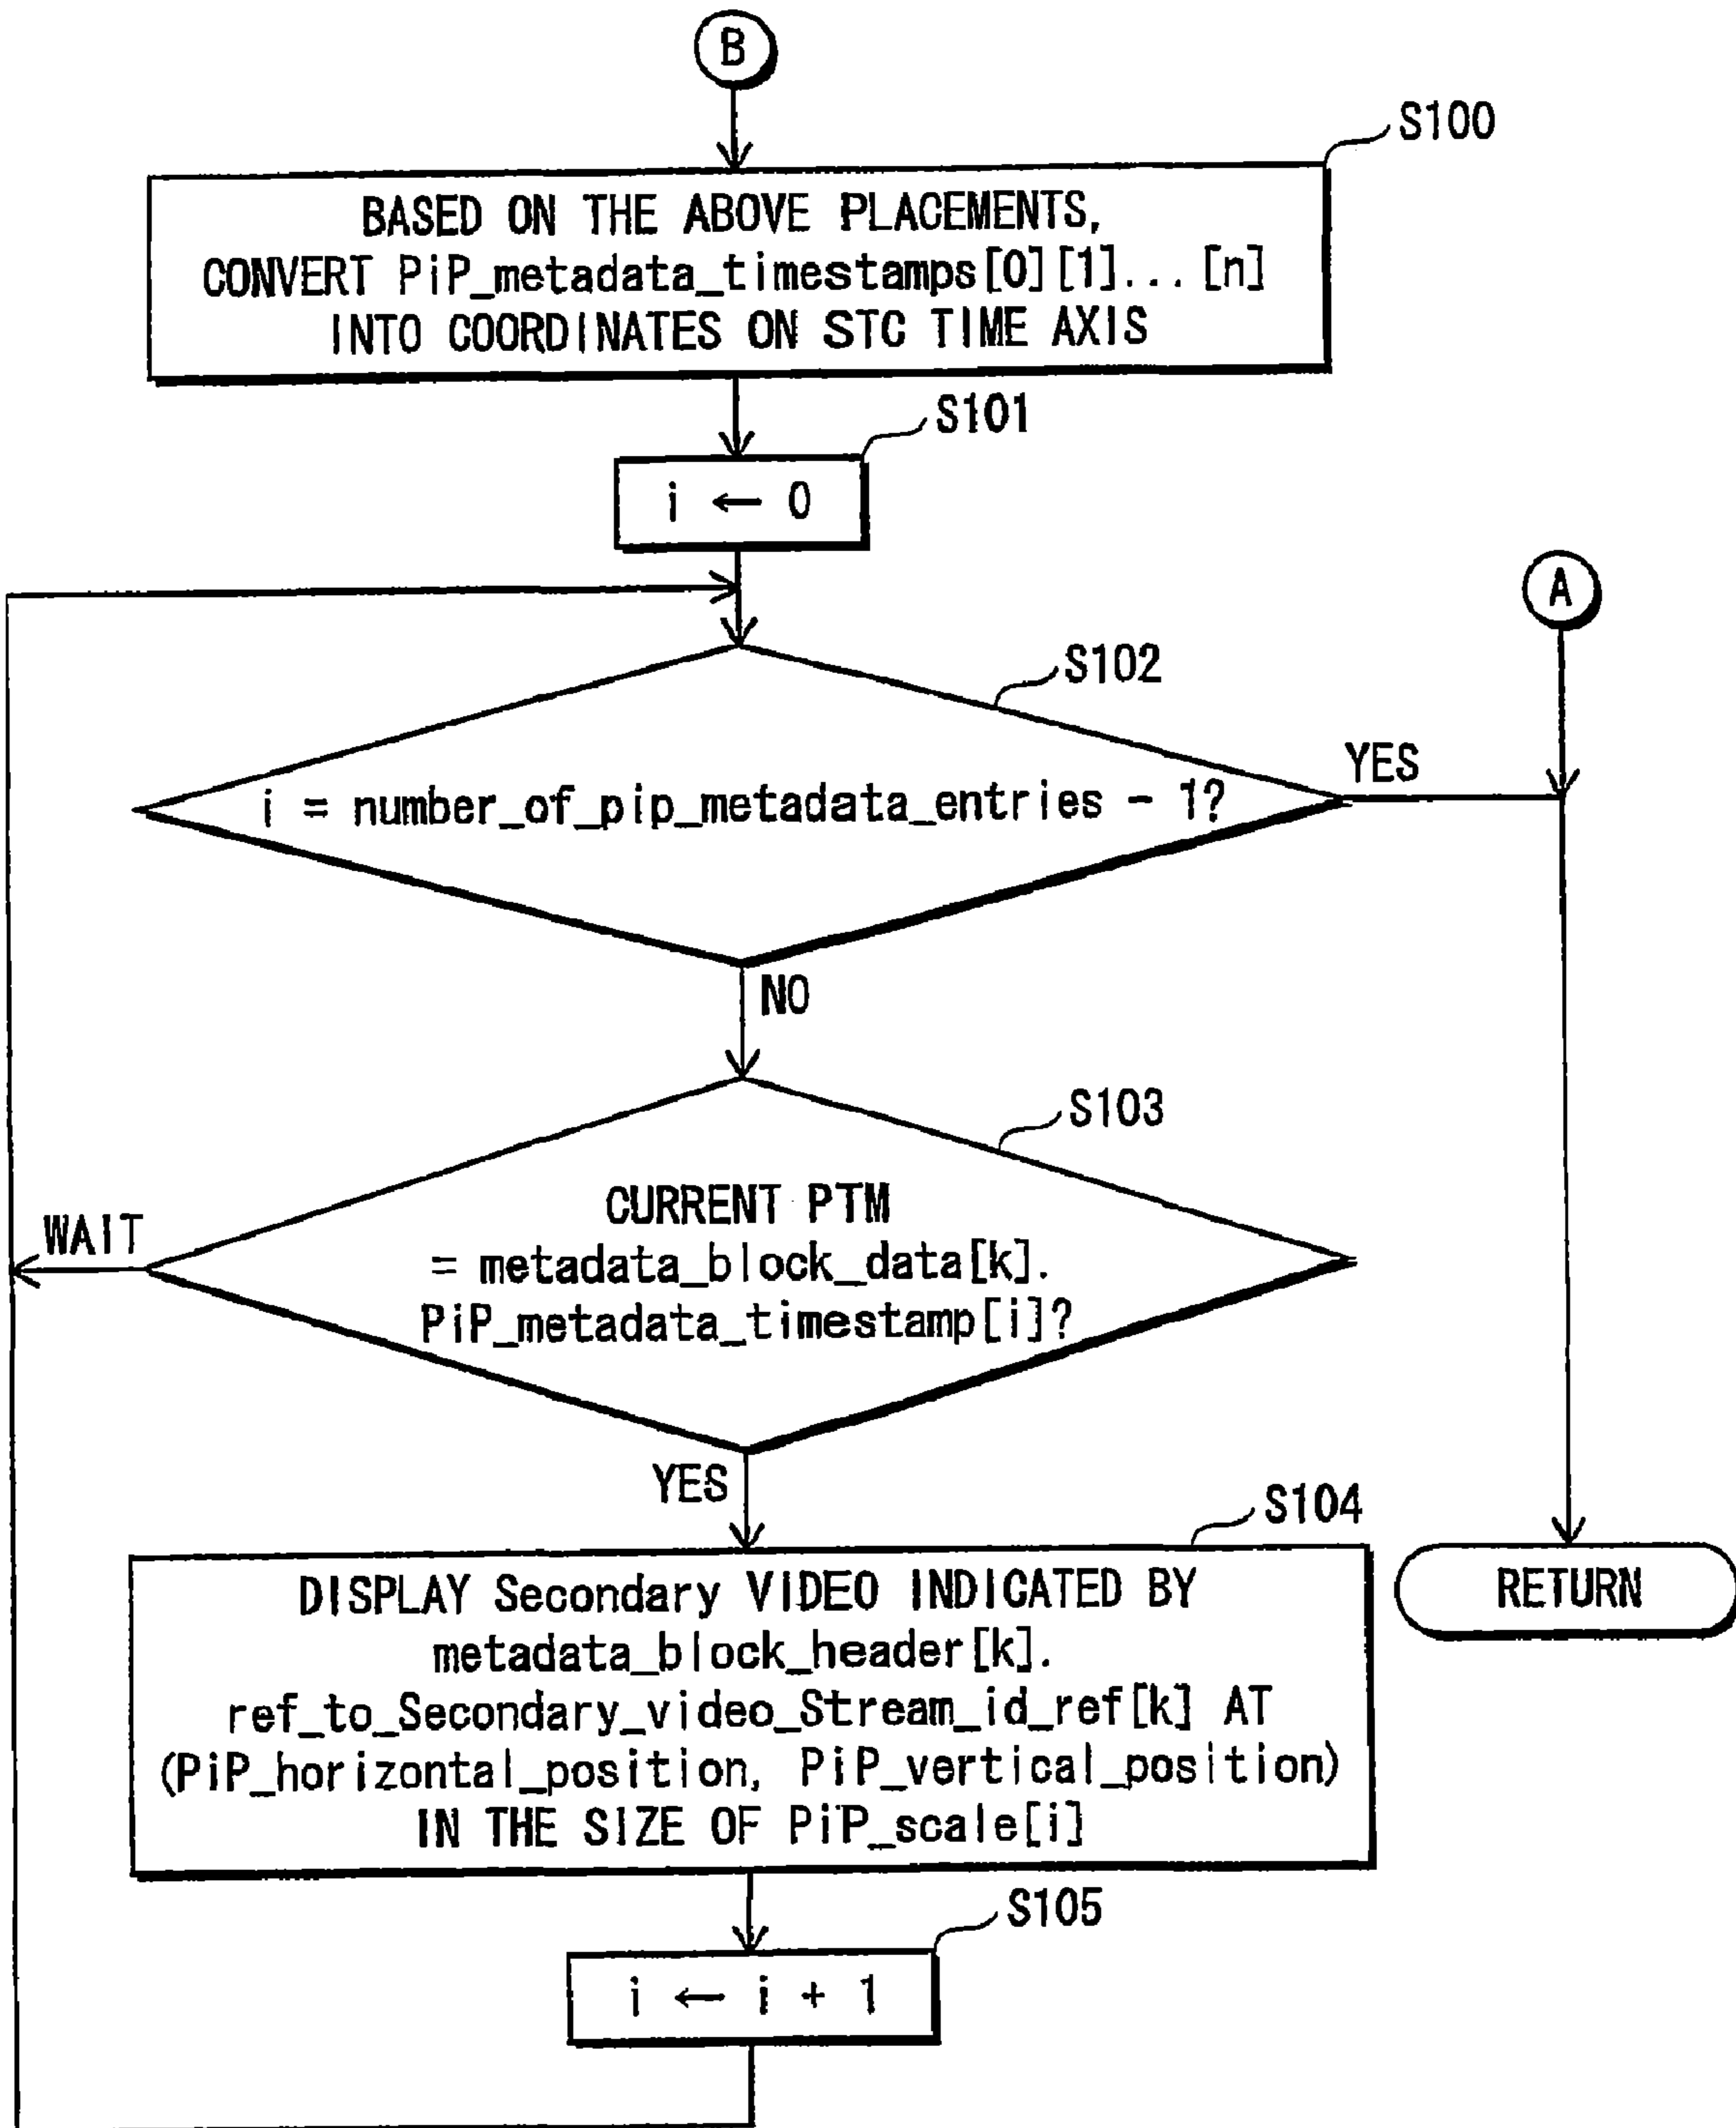 B
S100
BASED ON THE ABOVE PLACEMENTS,
CONVERT PiP_metadata_timestamps[0][1]...[n]
INTO COORDINATES ON STC TIME AXIS
S101
i ← 0
A
S102
i = number_of_pip_metadata_entries - 1?
YES
NO
S103
CURRENT PTM
= metadata_block_data[k].
PiP_metadata_timestamp[i]?
WAIT
YES
S104
DISPLAY Secondary VIDEO INDICATED BY
metadata_block_header[k].
ref_to_Secondary_video_Stream_id_ref[k] AT
(PiP_horizontal_position, PiP_vertical_position)
IN THE SIZE OF PiP_scale[i]
RETURN
S105
i ← i + 1